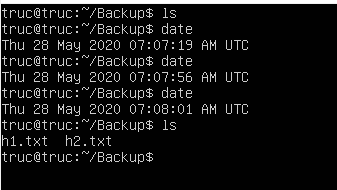 truc@truc:~/Backup$ ls
truc@truc:~/Backup$ date
Thu 28 May 2020 07:07:19 AM UTC
truc@truc:~/Backup$ date
Thu 28 May 2020 07:07:56 AM UTC
truc@truc:~/Backup$ date
Thu 28 May 2020 07:08:01 AM UTC
truc@truc:~/Backup$ ls
h1.txt  h2.txt
truc@truc:~/Backup$